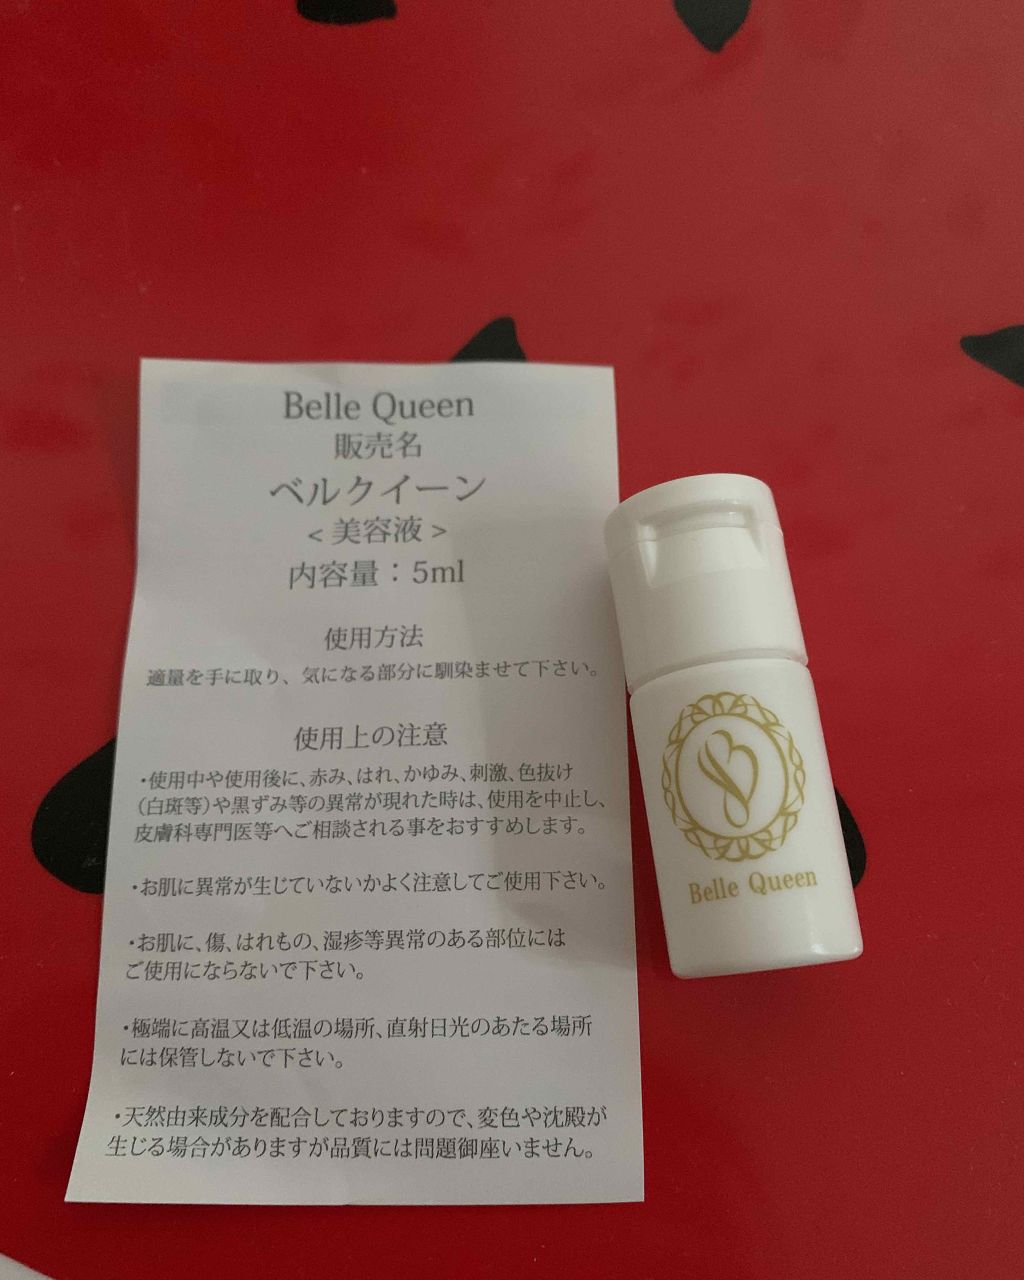 Belle Queen
販売名
ベルクイーン
<美容液>
内容量：5ml
使用方法
適量を手に取り、気になる部分に馴染ませて下さい。
使用上の注意
・使用中や使用後に、赤み、はれ、かゆみ、刺激、色抜け
（白斑等）や黒ずみ等の異常が現れた時は、使用を中止し、
皮膚科専門医等へご相談される事をおすすめします。
・お肌に異常が生じていないかよく注意してご使用下さい。
・お肌に、傷、はれもの、湿疹等異常のある部位には
ご使用にならないで下さい。
・極端に高温又は低温の場所、直射日光のあたる場所
には保管しないで下さい。
・天然由来成分を配合しておりますので、変色や沈殿が
生じる場合がありますが品質には問題御座いません。
Belle Queen